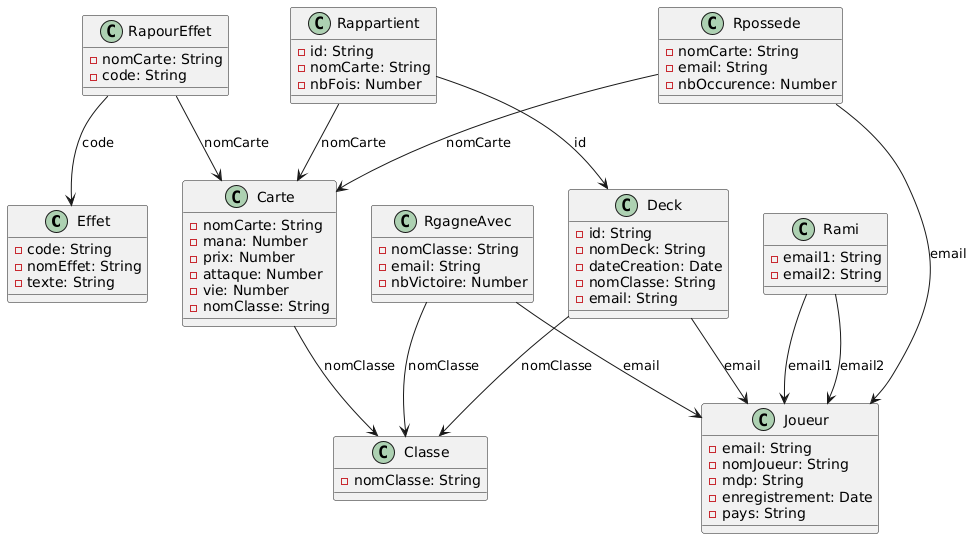 C RapourEffet
nomCarte: String
code: String
C Rappartient
id: String
nomCarte: String
nbFois: Number
C Rpossede
nomCarte: String
email: String
nbOccurence: Number
code
nomCarte
nomCarte
id
nomCarte
email
C Effet
code: String
nomEffet: String
texte: String
C Carte
nomCarte: String
mana: Number
prix: Number
attaque: Number
vie: Number
nomClasse: String
C RgagneAvec
nomClasse: String
email: String
nbVictoire: Number
C Deck
id: String
nomDeck: String
dateCreation: Date
nomClasse: String
email: String
C Rami
email1: String
email2: String
nomClasse
nomClasse
nomClasse
email
email
email1
email2
C Classe
nomClasse: String
C Joueur
email: String
nomJoueur: String
mdp: String
enregistrement: Date
pays: String